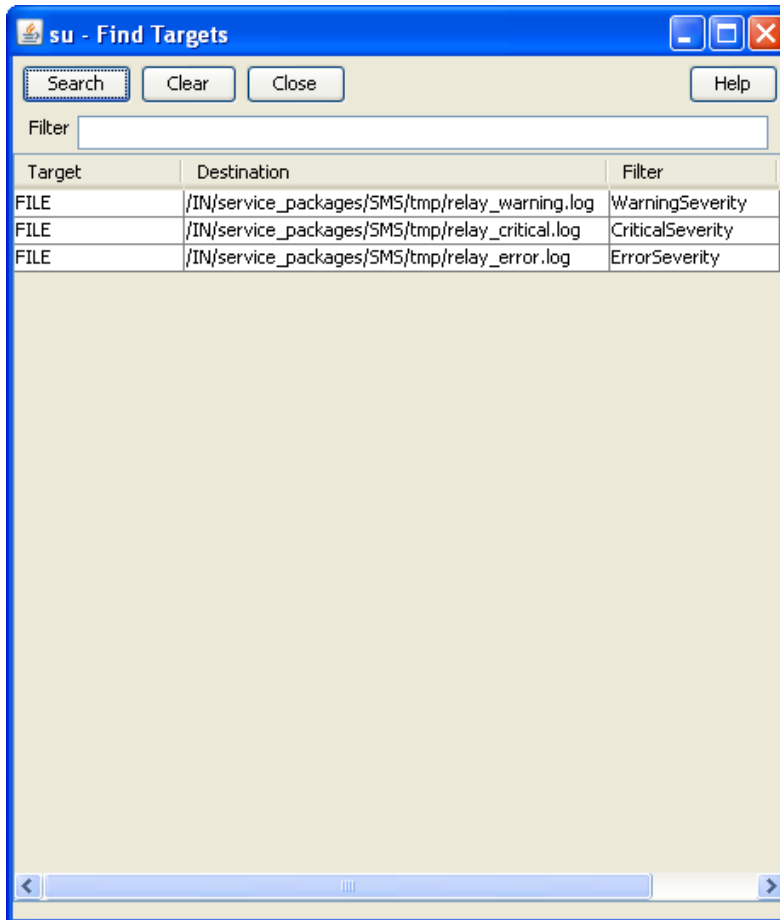 su - Find Targets
Search Clear Close Help
Filter
Target Destination Filter
FILE /IN/service_packages/SMS/tmp/relay_warning.log WarningSeverity
FILE /IN/service_packages/SMS/tmp/relay_critical.log CriticalSeverity
FILE /IN/service_packages/SMS/tmp/relay_error.log ErrorSeverity